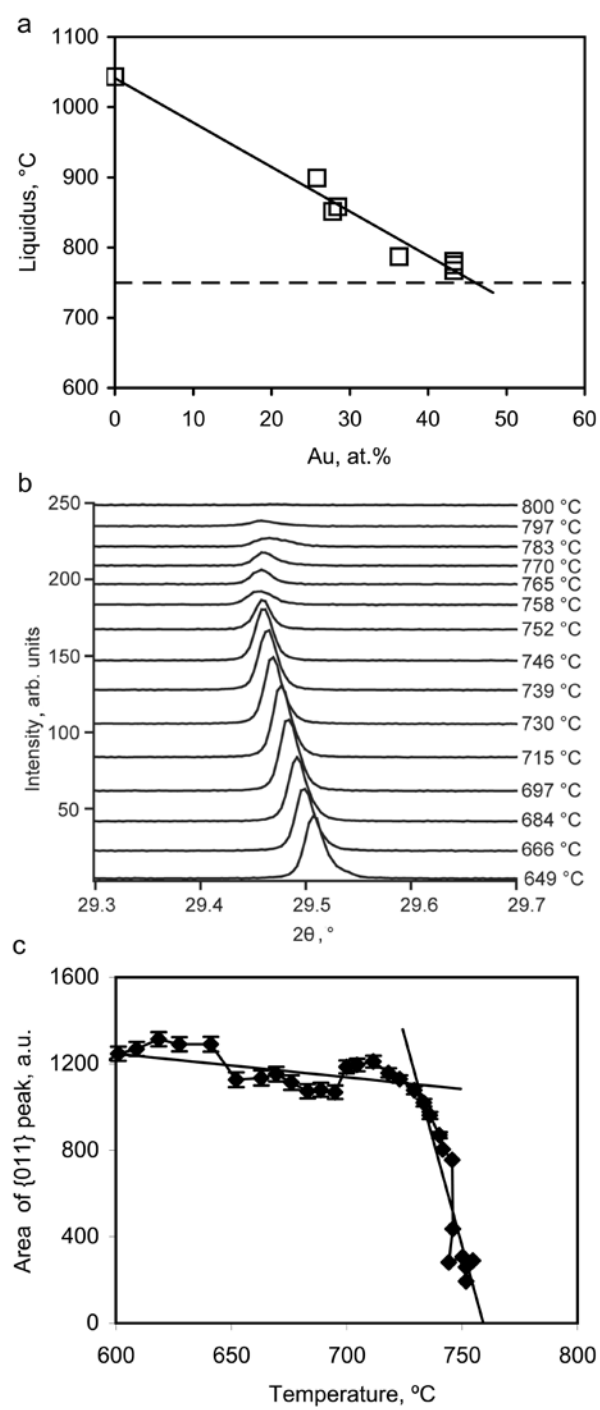 a
1100
1000
900
800
700
600
Liquidus, °C
0 10 20 30 40 50 60
Au, at.%
b
250
200
150
100
50
Intensity, arb. units
800 °C
797 °C
783 °C
770 °C
765 °C
758 °C
752 °C
746 °C
739 °C
730 °C
715 °C
697 °C
684 °C
666 °C
649 °C
29.3 29.4 29.5 29.6 29.7
2θ, °
c
1600
1200
800
400
0
Area of {011} peak, a.u.
600 650 700 750 800
Temperature, ºC